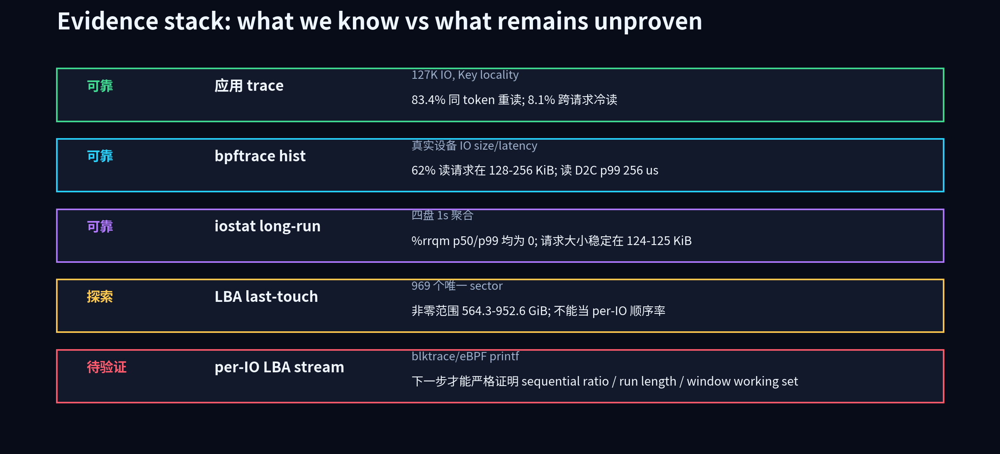 Evidence stack: what we know vs what remains unproven
可靠
应用 trace
127K IO, Key locality
83.4% 同 token 重读; 8.1% 跨请求冷读
可靠
bpftrace hist
真实设备 IO size/latency
62% 读请求在 128-256 KiB; 读 D2C p99 256 us
可靠
iostat long-run
四盘 1s 聚合
%rrqm p50/p99 均为 0; 请求大小稳定在 124-125 KiB
探索
LBA last-touch
969 个唯一 sector
非零范围 564.3-952.6 GiB; 不能当 per-IO 顺序率
待验证
per-IO LBA stream
blktrace/eBPF printf
下一步才能严格证明 sequential ratio / run length / window working set